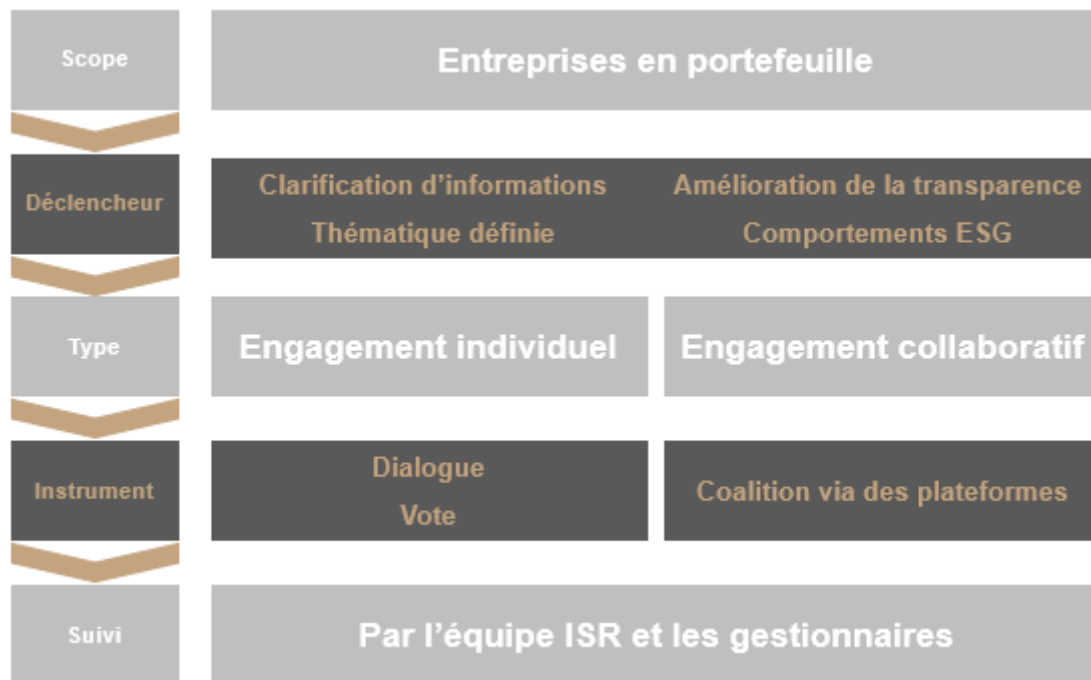 Scope
Entreprises en portefeuille
Déclencheur
Clarification d'informations
Amélioration de la transparence
Thématique définie
Comportements ESG
Type
Engagement individuel
Engagement collaboratif
Instrument
Dialogue
Vote
Coalition via des plateformes
Suivi
Par l'équipe ISR et les gestionnaires